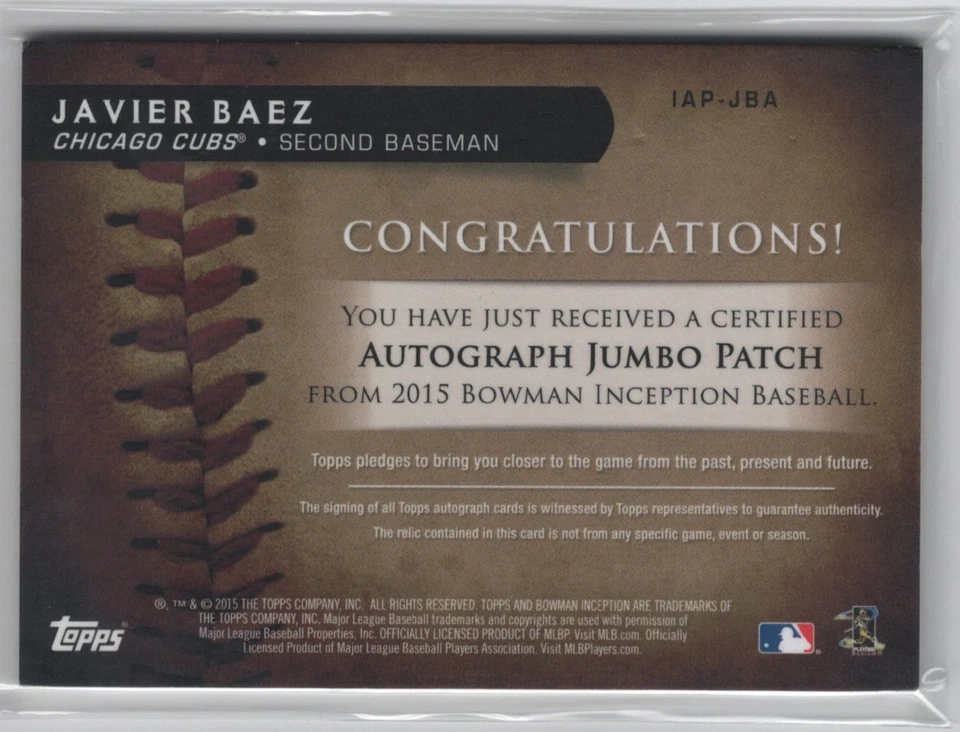 JAVIER BAEZ
IAP-JBA
CHICAGO CUBS® • SECOND BASEMAN
CONGRATULATIONS!
YOU HAVE JUST RECEIVED A CERTIFIED
AUTOGRAPH JUMBO PATCH
FROM 2015 BOWMAN INCEPTION BASEBALL.
Topps pledges to bring you closer to the game from the past, present and future.
The signing of all Topps autograph cards is witnessed by Topps representatives to guarantee authenticity.
The relic contained in this card is not from any specific game, event or season.
®, ™ & © 2015 THE TOPPS COMPANY, INC. ALL RIGHTS RESERVED. TOPPS AND BOWMAN INCEPTION ARE TRADEMARKS OF
THE TOPPS COMPANY, INC. Major League Baseball trademarks and copyrights are used with permission of
Major League Baseball Properties, Inc. OFFICIALLY LICENSED PRODUCT OF MLBP. Visit MLB.com. Officially
Licensed Product of Major League Baseball Players Association. Visit MLBPlayers.com.
topps®